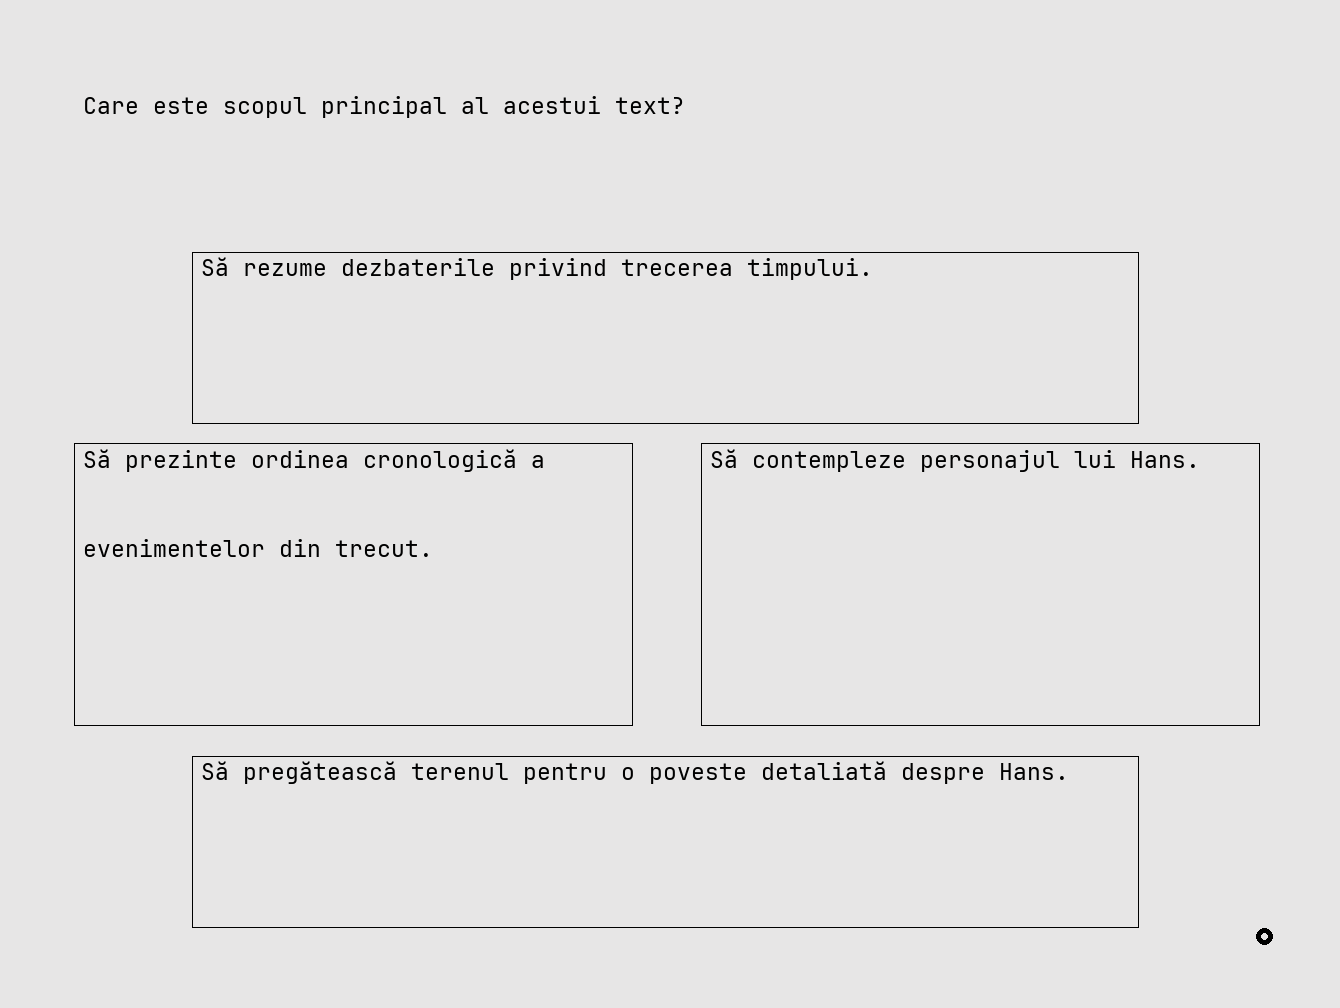 Care este scopul principal al acestui text?
Să rezume dezbaterile privind trecerea timpului.
Să prezinte ordinea cronologică a
evenimentelor din trecut.
Să contempleze personajul lui Hans.
Să pregătească terenul pentru o poveste detaliată despre Hans.